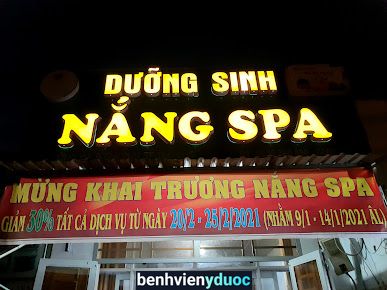 DƯỠNG SINH
NẮNG SPA
MỪNG KHAI TRƯƠNG NẮNG SPA
GIẢM 30% TẤT CẢ DỊCH VỤ TỪ NGÀY 20/2 - 25/2/2021 (NHẰM 9/1 - 14/1/2021 ÂL)
benhvienyduoc